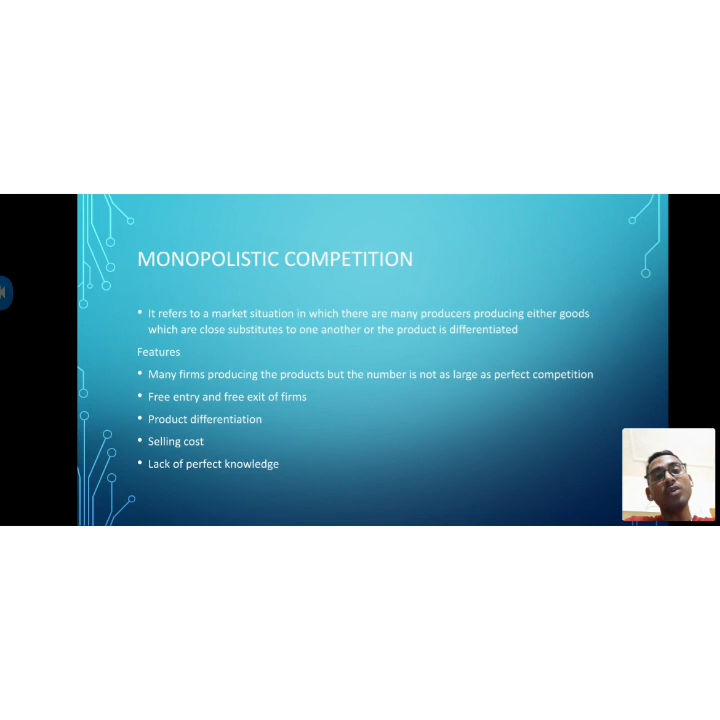 MONOPOLISTIC COMPETITION
• It refers to a market situation in which there are many producers producing either goods
which are close substitutes to one another or the product is differentiated
Features
• Many firms producing the products but the number is not as large as perfect competition
• Free entry and free exit of firms
• Product differentiation
• Selling cost
• Lack of perfect knowledge